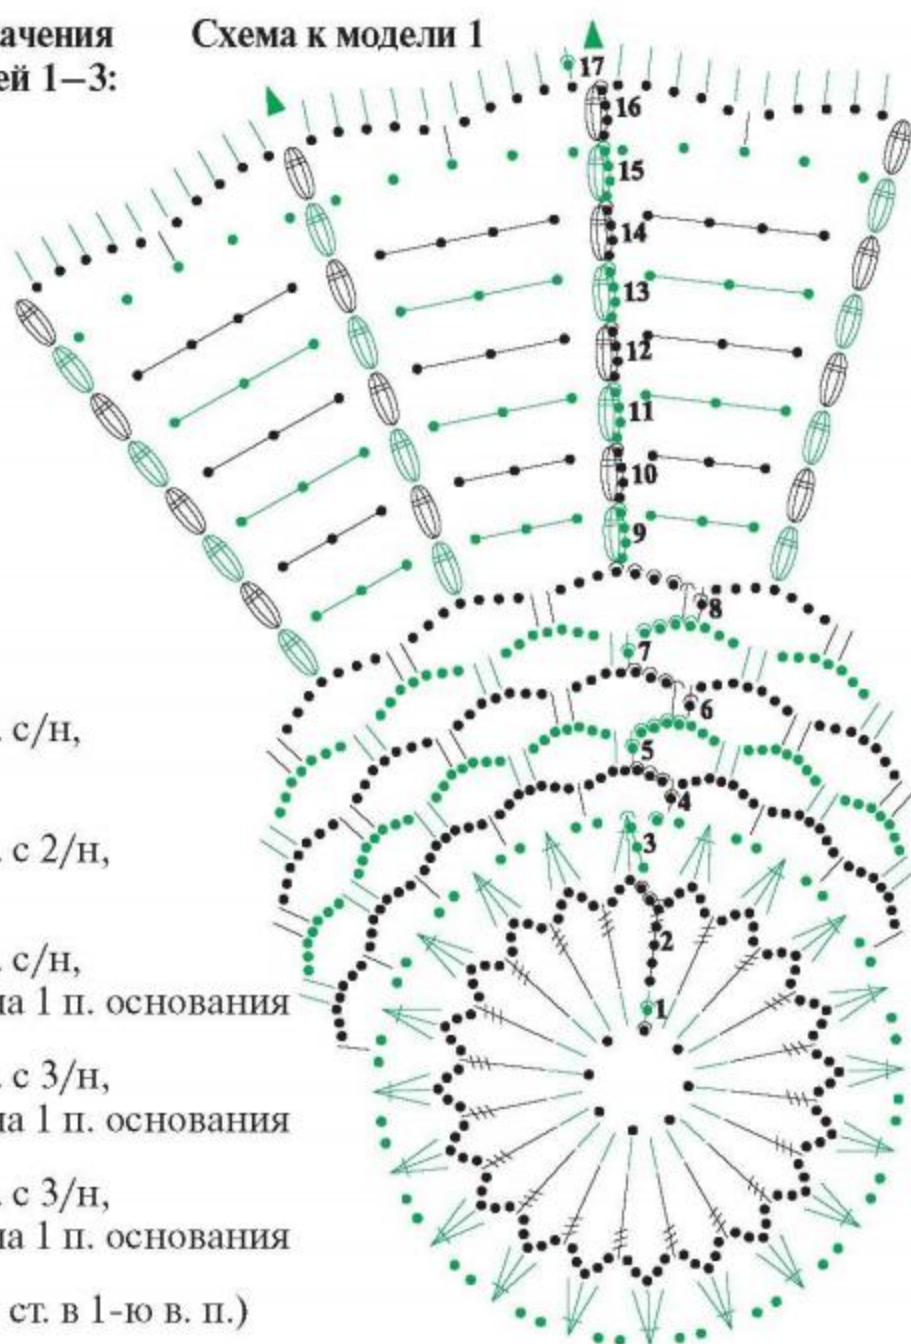 ачения
Схема к модели 1
ей 1–3:
17
16
15
14
13
12
11
10
9
8
7
6
5
4
3
2
1
. с/н,
. с 2/н,
. с/н,
на 1 п. основания
. с 3/н,
на 1 п. основания
. с 3/н,
на 1 п. основания
ст. в 1-ю в. п.)